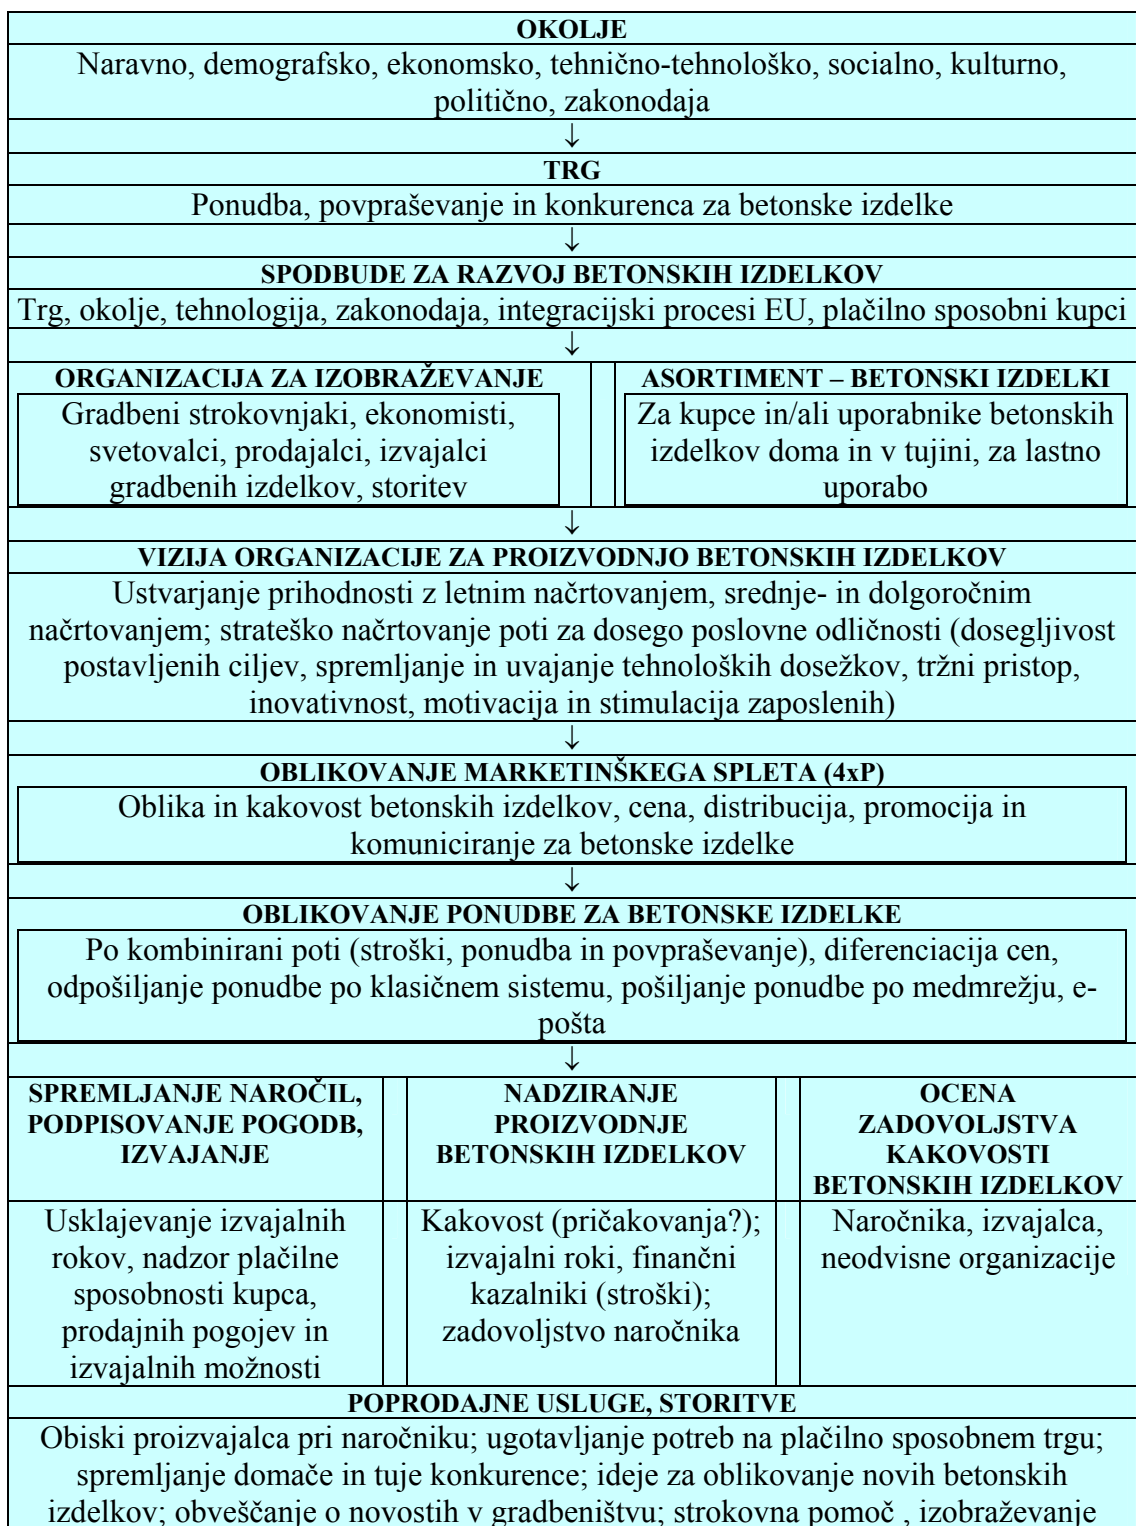 OKOLJE
Naravno, demografsko, ekonomsko, tehnično-tehnološko, socialno, kulturno,
politično, zakonodaja
↓
TRG
Ponudba, povpraševanje in konkurenca za betonske izdelke
↓
SPODBUDE ZA RAZVOJ BETONSKIH IZDELKOV
Trg, okolje, tehnologija, zakonodaja, integracijski procesi EU, plačilno sposobni kupci
↓
ORGANIZACIJA ZA IZOBRAŽEVANJE
Gradbeni strokovnjaki, ekonomisti,
svetovalci, prodajalci, izvajalci
gradbenih izdelkov, storitev
ASORTIMENT – BETONSKI IZDELKI
Za kupce in/ali uporabnike betonskih
izdelkov doma in v tujini, za lastno
uporabo
↓
VIZIJA ORGANIZACIJE ZA PROIZVODNJO BETONSKIH IZDELKOV
Ustvarjanje prihodnosti z letnim načrtovanjem, srednje- in dolgoročnim
načrtovanjem; strateško načrtovanje poti za dosego poslovne odličnosti (dosegljivost
postavljenih ciljev, spremljanje in uvajanje tehnoloških dosežkov, tržni pristop,
inovativnost, motivacija in stimulacija zaposlenih)
↓
OBLIKOVANJE MARKETINŠKEGA SPLETA (4xP)
Oblika in kakovost betonskih izdelkov, cena, distribucija, promocija in
komuniciranje za betonske izdelke
↓
OBLIKOVANJE PONUDBE ZA BETONSKE IZDELKE
Po kombinirani poti (stroški, ponudba in povpraševanje), diferenciacija cen,
odpošiljanje ponudbe po klasičnem sistemu, pošiljanje ponudbe po medmrežju, e-
pošta
↓
SPREMLJANJE NAROČIL,
PODPISOVANJE POGODB,
IZVAJANJE
NADZIRANJE
PROIZVODNJE
BETONSKIH IZDELKOV
OCENA
ZADOVOLJSTVA
KAKOVOSTI
BETONSKIH IZDELKOV
Usklajevanje izvajalnih
rokov, nadzor plačilne
sposobnosti kupca,
prodajnih pogojev in
izvajalnih možnosti
Kakovost (pričakovanja?);
izvajalni roki, finančni
kazalniki (stroški);
zadovoljstvo naročnika
Naročnika, izvajalca,
neodvisne organizacije
POPRODAJNE USLUGE, STORITVE
Obiski proizvajalca pri naročniku; ugotavljanje potreb na plačilno sposobnem trgu;
spremljanje domače in tuje konkurence; ideje za oblikovanje novih betonskih
izdelkov; obveščanje o novostih v gradbeništvu; strokovna pomoč , izobraževanje